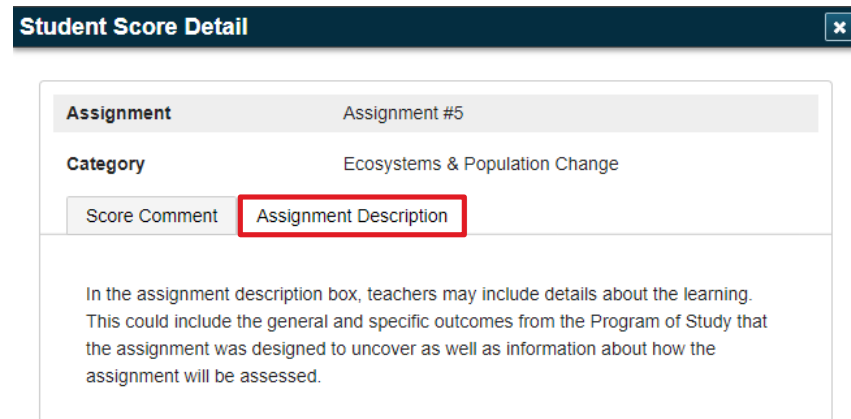 Student Score Detail
Assignment Assignment #5
Category Ecosystems & Population Change
Score Comment Assignment Description
In the assignment description box, teachers may include details about the learning.
This could include the general and specific outcomes from the Program of Study that
the assignment was designed to uncover as well as information about how the
assignment will be assessed.